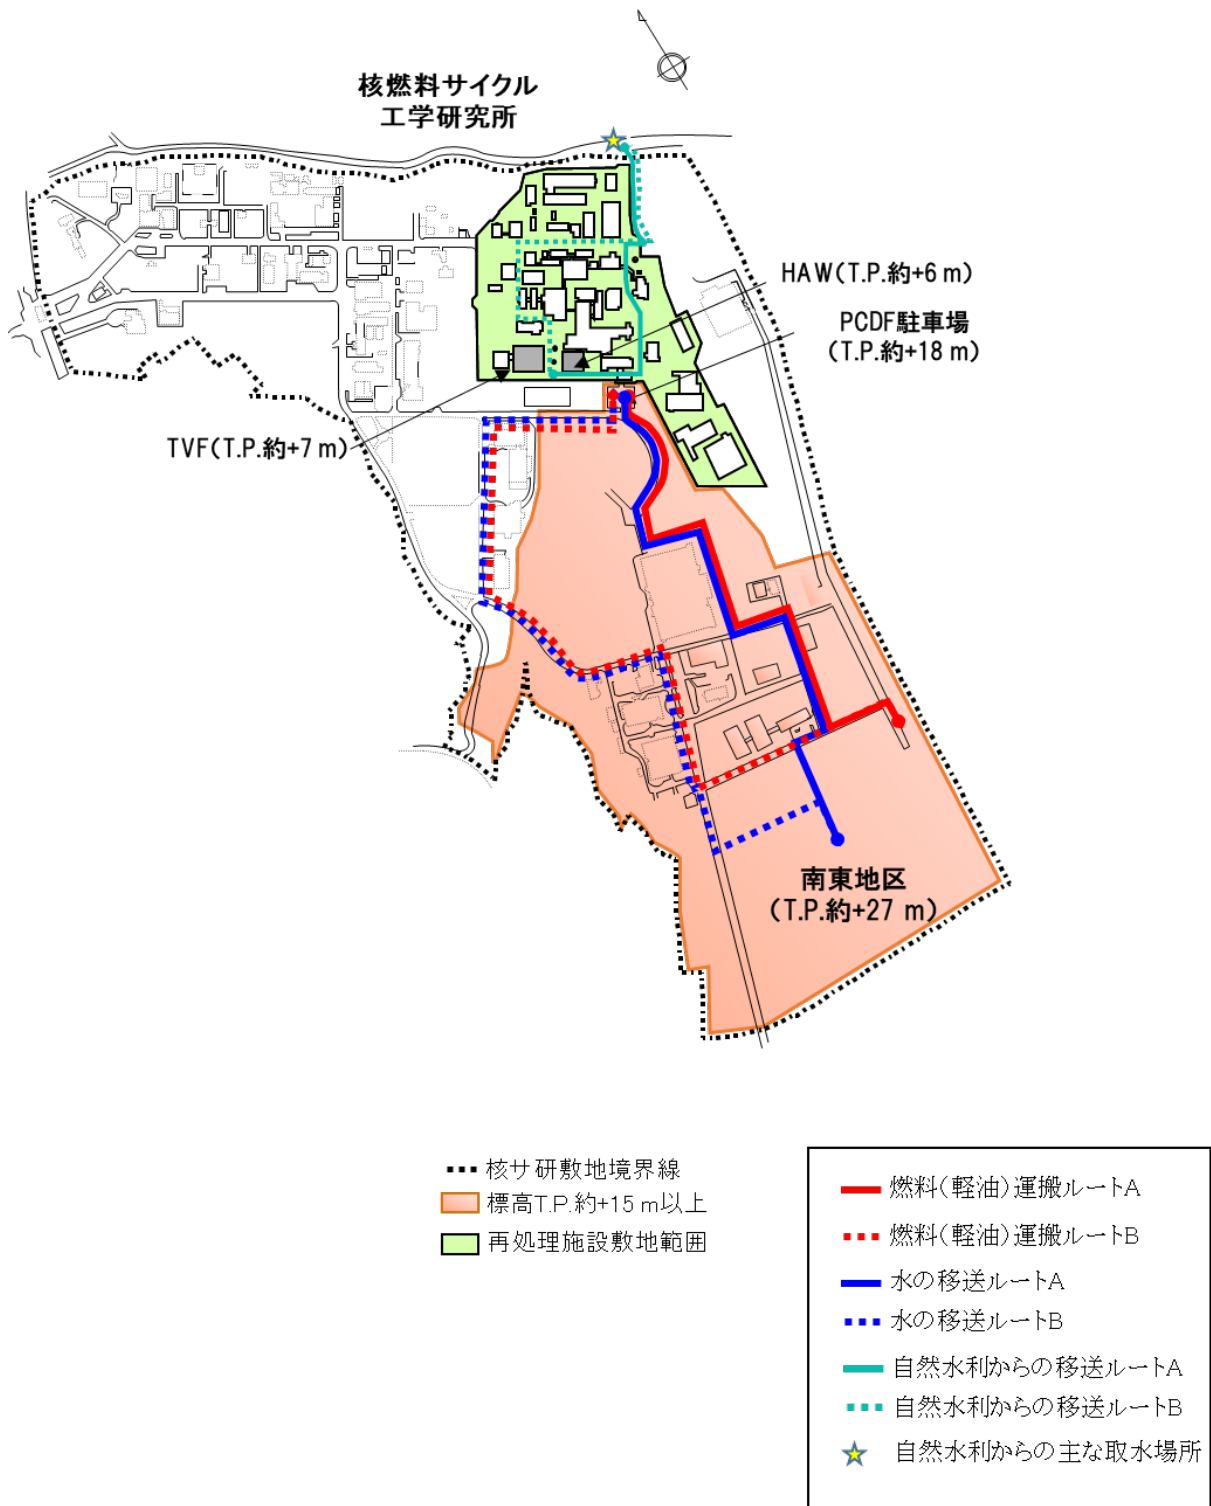 核燃料サイクル
工学研究所
HAW(T.P.約+6 m)
PCDF駐車場
(T.P.約+18 m)
TVF(T.P.約+7 m)
南東地区
(T.P.約+27 m)
核サ研敷地境界線
標高T.P.約+15 m以上
再処理施設敷地範囲
燃料(軽油)運搬ルートA
燃料(軽油)運搬ルートB
水の移送ルートA
水の移送ルートB
自然水利からの移送ルートA
自然水利からの移送ルートB
自然水利からの主な取水場所